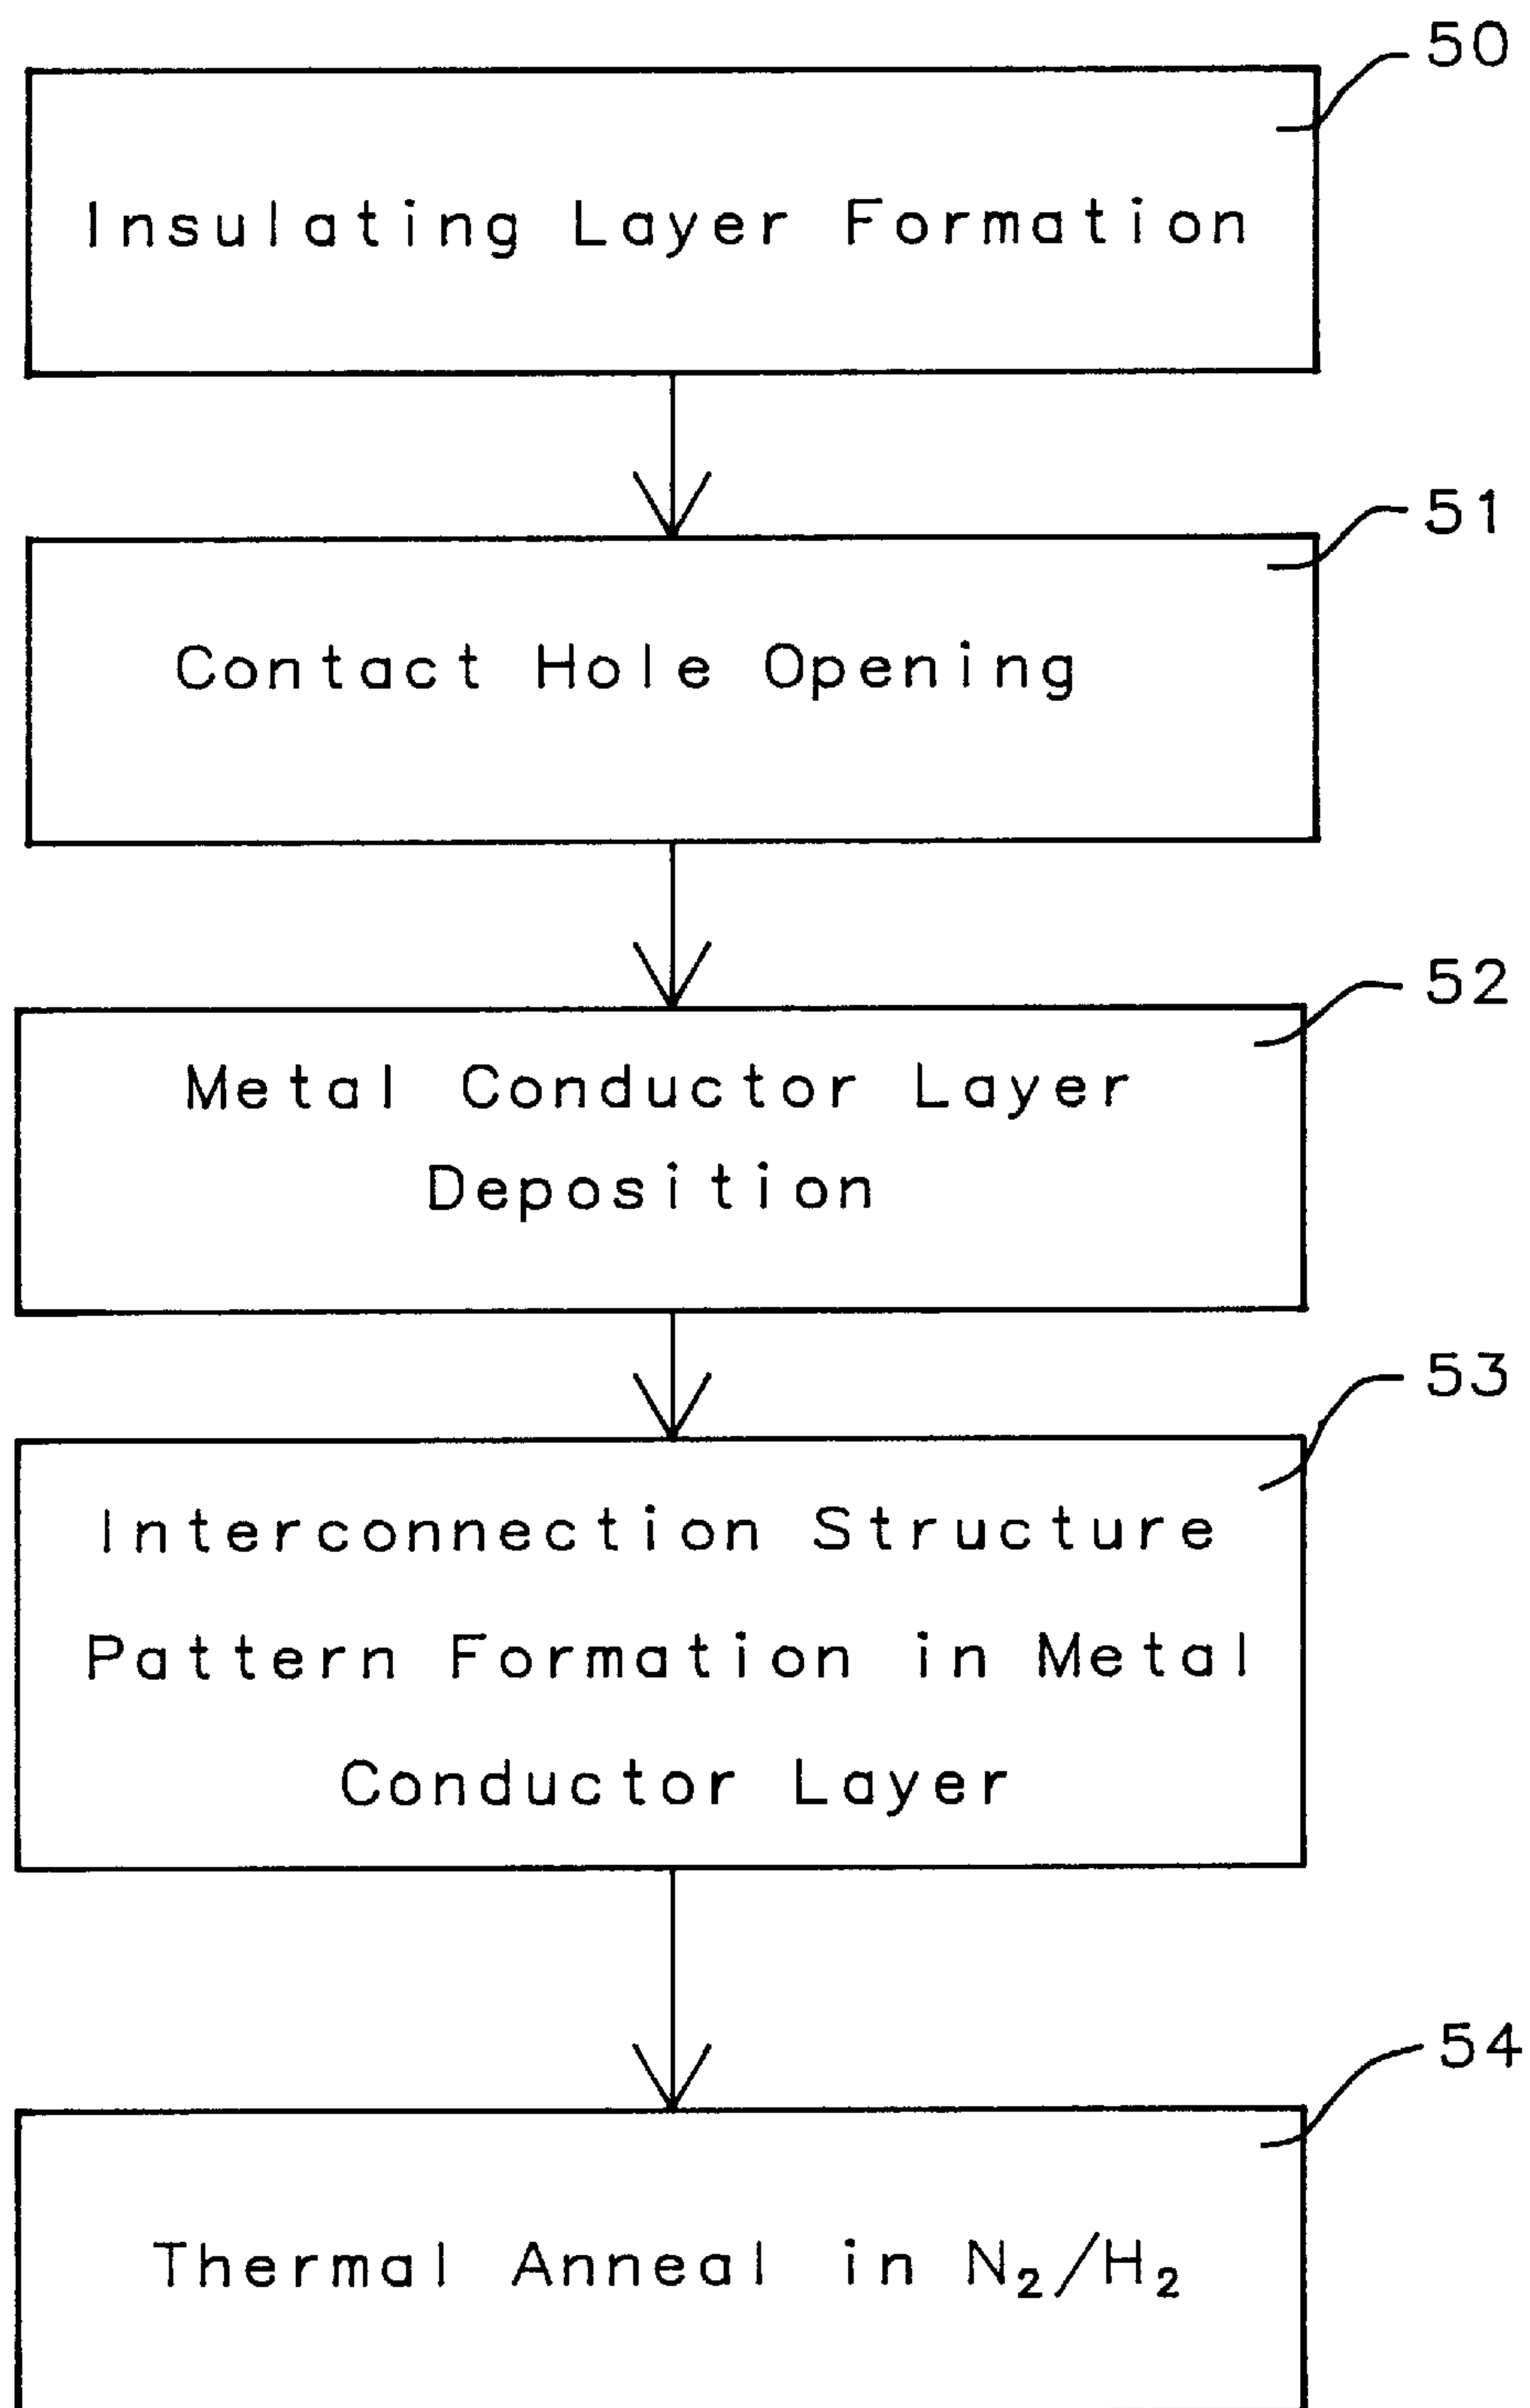 50
Insulating Layer Formation
51
Contact Hole Opening
52
Metal Conductor Layer
Deposition
53
Interconnection Structure
Pattern Formation in Metal
Conductor Layer
54
Thermal Anneal in N₂/H₂